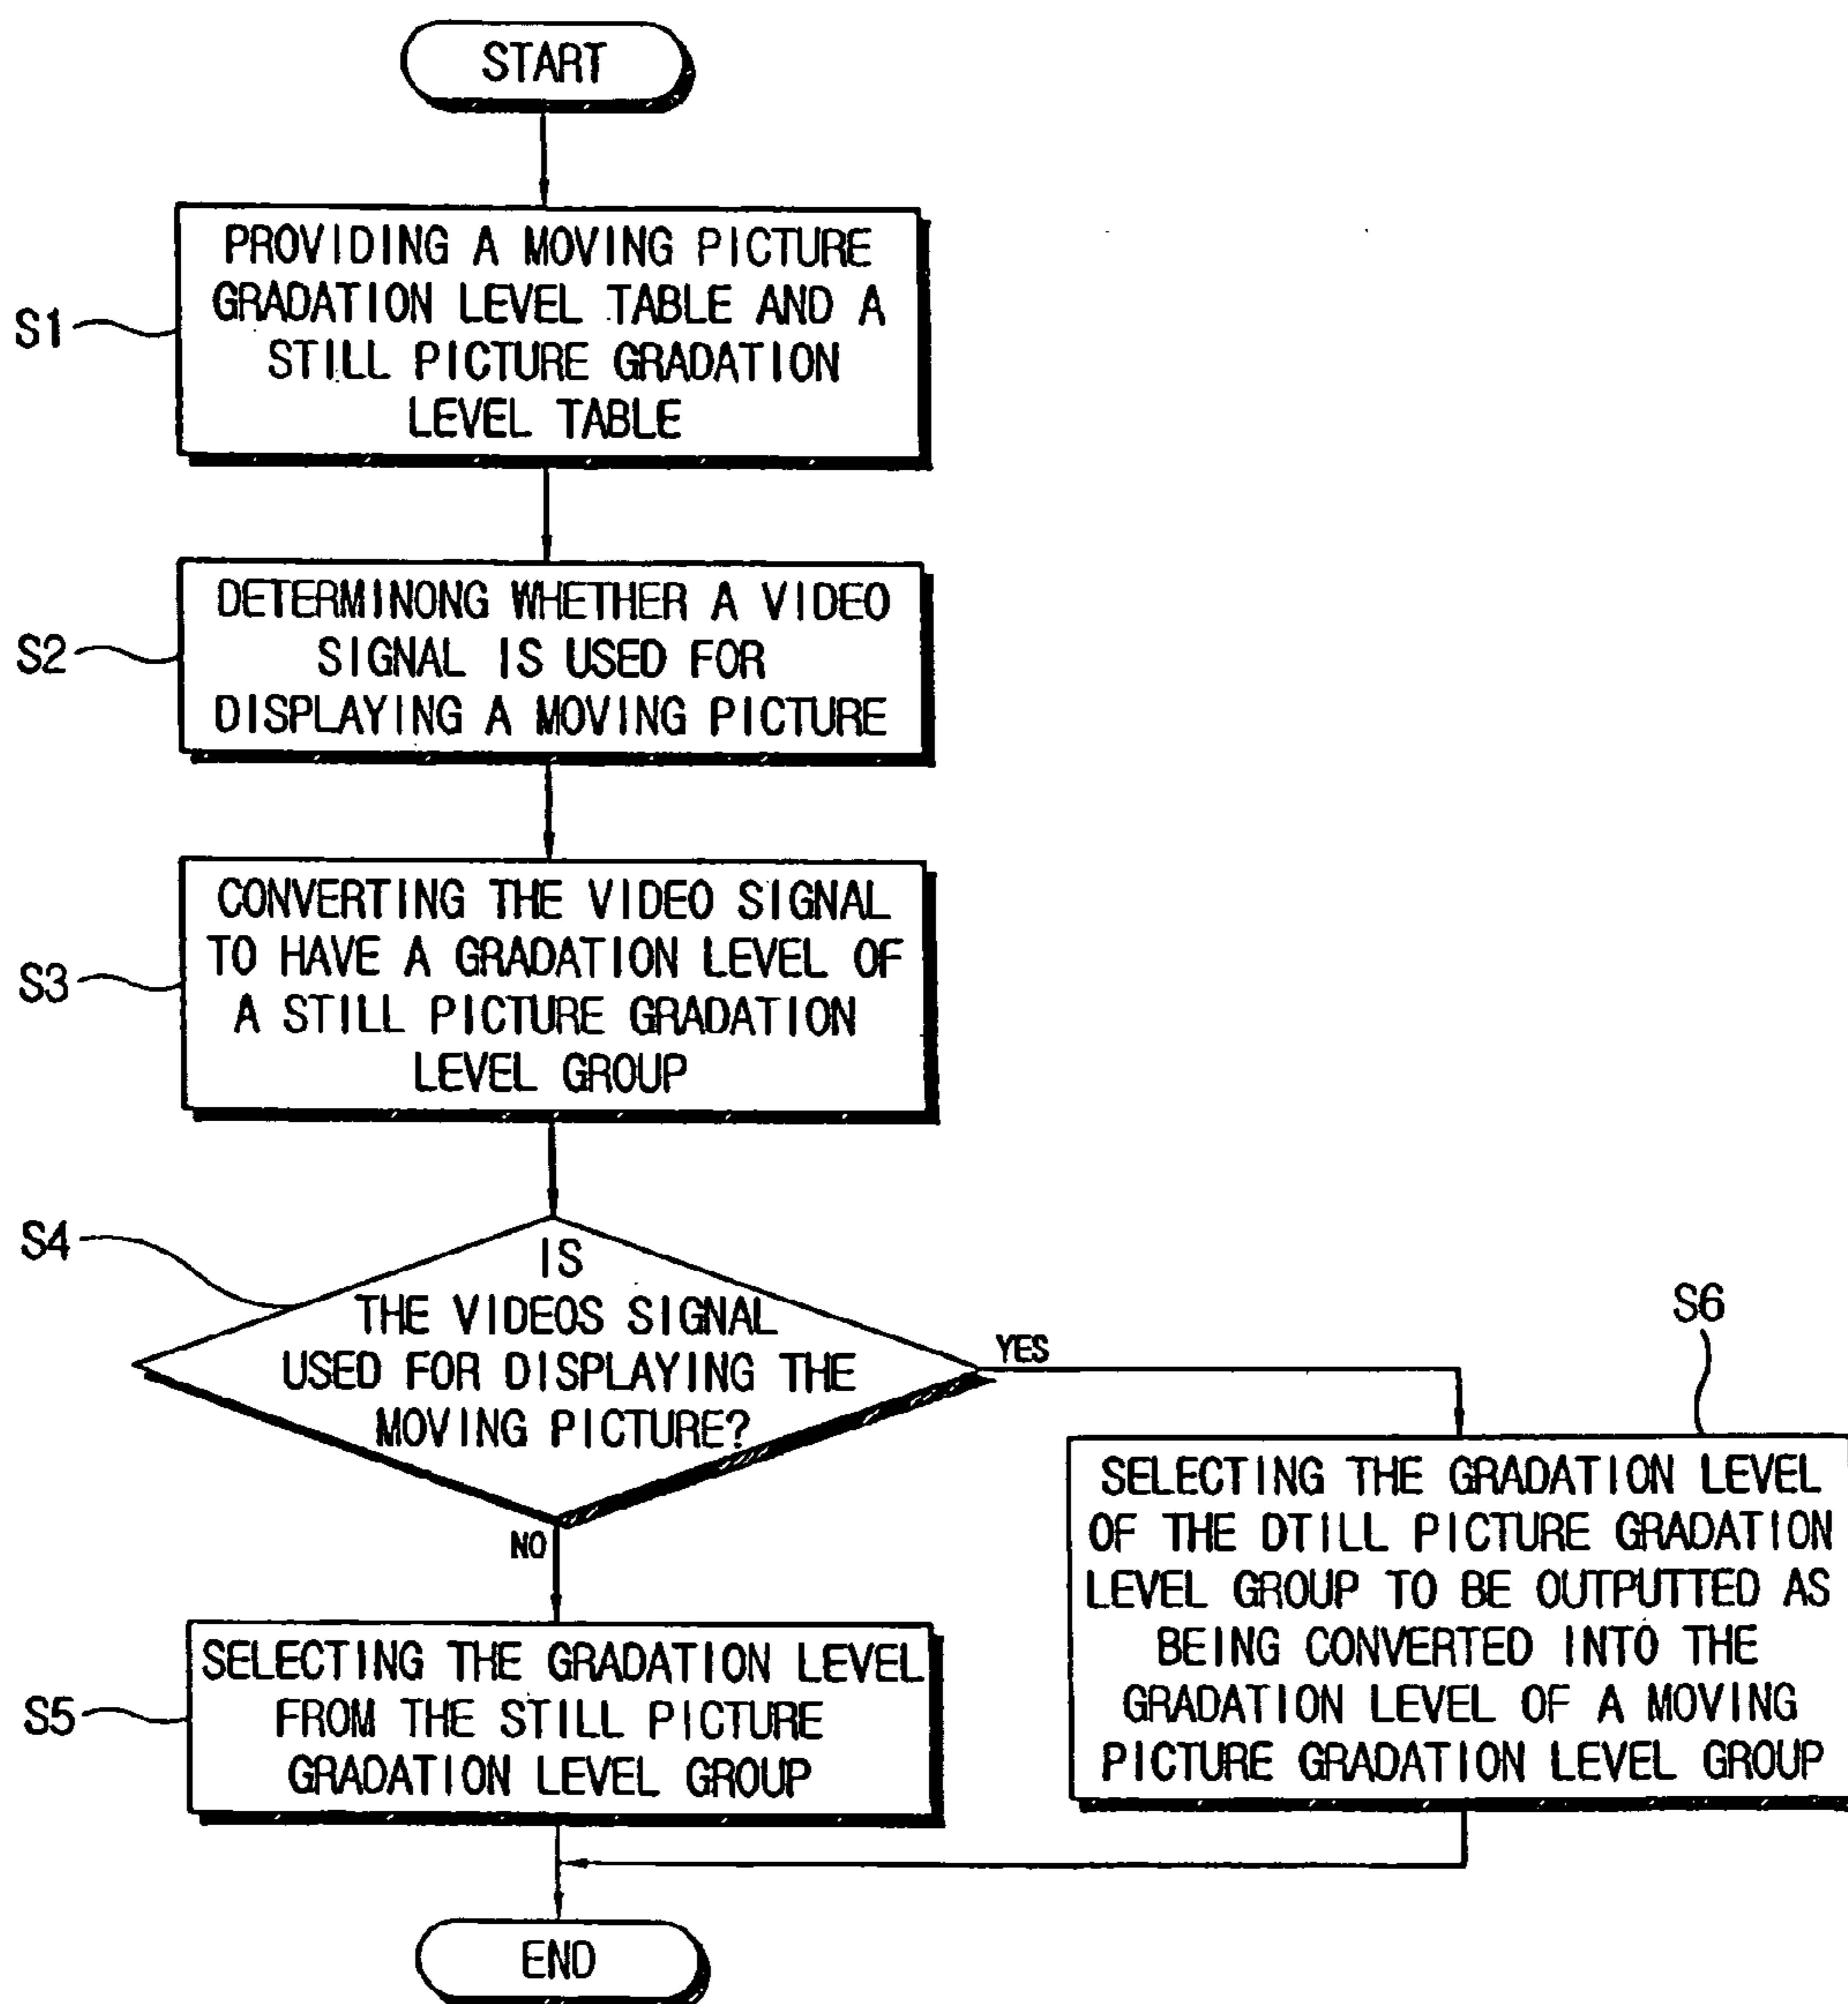 START
S1
PROVIDING A MOVING PICTURE
GRADATION LEVEL TABLE AND A
STILL PICTURE GRADATION
LEVEL TABLE
S2
DETERMINONG WHETHER A VIDEO
SIGNAL IS USED FOR
DISPLAYING A MOVING PICTURE
S3
CONVERTING THE VIDEO SIGNAL
TO HAVE A GRADATION LEVEL OF
A STILL PICTURE GRADATION
LEVEL GROUP
S4
IS
THE VIDEOS SIGNAL
USED FOR DISPLAYING THE
MOVING PICTURE?
YES
NO
S5
SELECTING THE GRADATION LEVEL
FROM THE STILL PICTURE
GRADATION LEVEL GROUP
S6
SELECTING THE GRADATION LEVEL
OF THE DTILL PICTURE GRADATION
LEVEL GROUP TO BE OUTPUTTED AS
BEING CONVERTED INTO THE
GRADATION LEVEL OF A MOVING
PICTURE GRADATION LEVEL GROUP
END